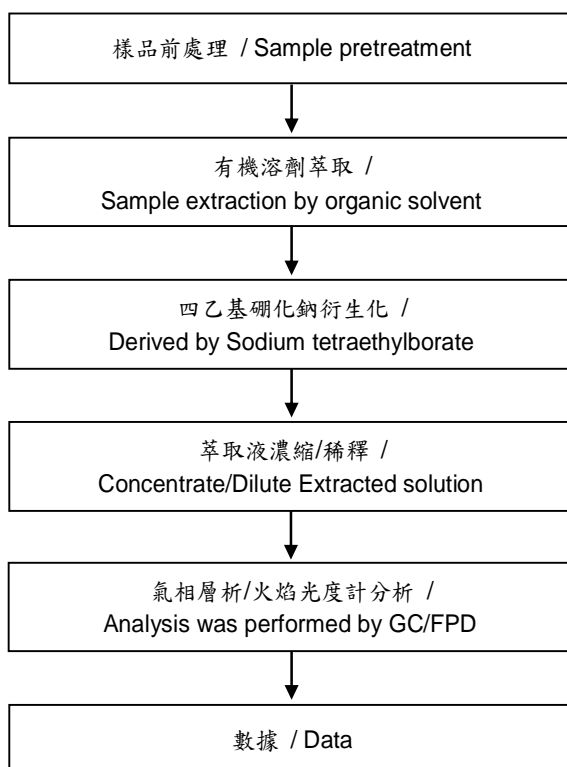 樣品前處理 / Sample pretreatment
有機溶劑萃取 /
Sample extraction by organic solvent
四乙基硼化鈉衍生化 /
Derived by Sodium tetraethylborate
萃取液濃縮/稀釋 /
Concentrate/Dilute Extracted solution
氣相層析/火焰光度計分析 /
Analysis was performed by GC/FPD
數據 / Data